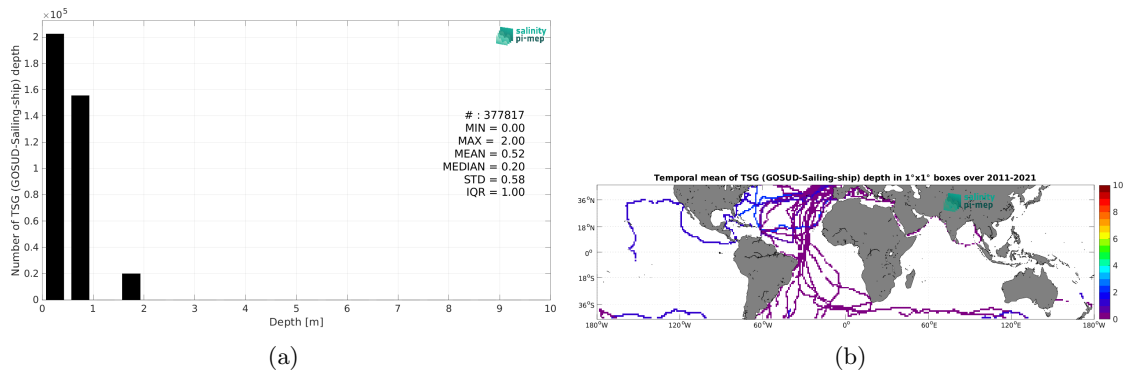 ×10⁵
salinity
pi-mep
Number of TSG (GOSUD-Sailing-ship) depth
2
1.8
1.6
1.4
1.2
1
0.8
0.6
0.4
0.2
0
# : 377817
MIN = 0.00
MAX = 2.00
MEAN = 0.52
MEDIAN = 0.20
STD = 0.58
IQR = 1.00
0 1 2 3 4 5 6 7 8 9 10
Depth [m]
(a)
Temporal mean of TSG (GOSUD-Sailing-ship) depth in 1°x1° boxes over 2011-2021
salinity
pi-mep
36°N
18°N
0°
18°S
36°S
180°W 120°W 60°W 0° 60°E 120°E 180°W
10
8
6
4
2
0
(b)